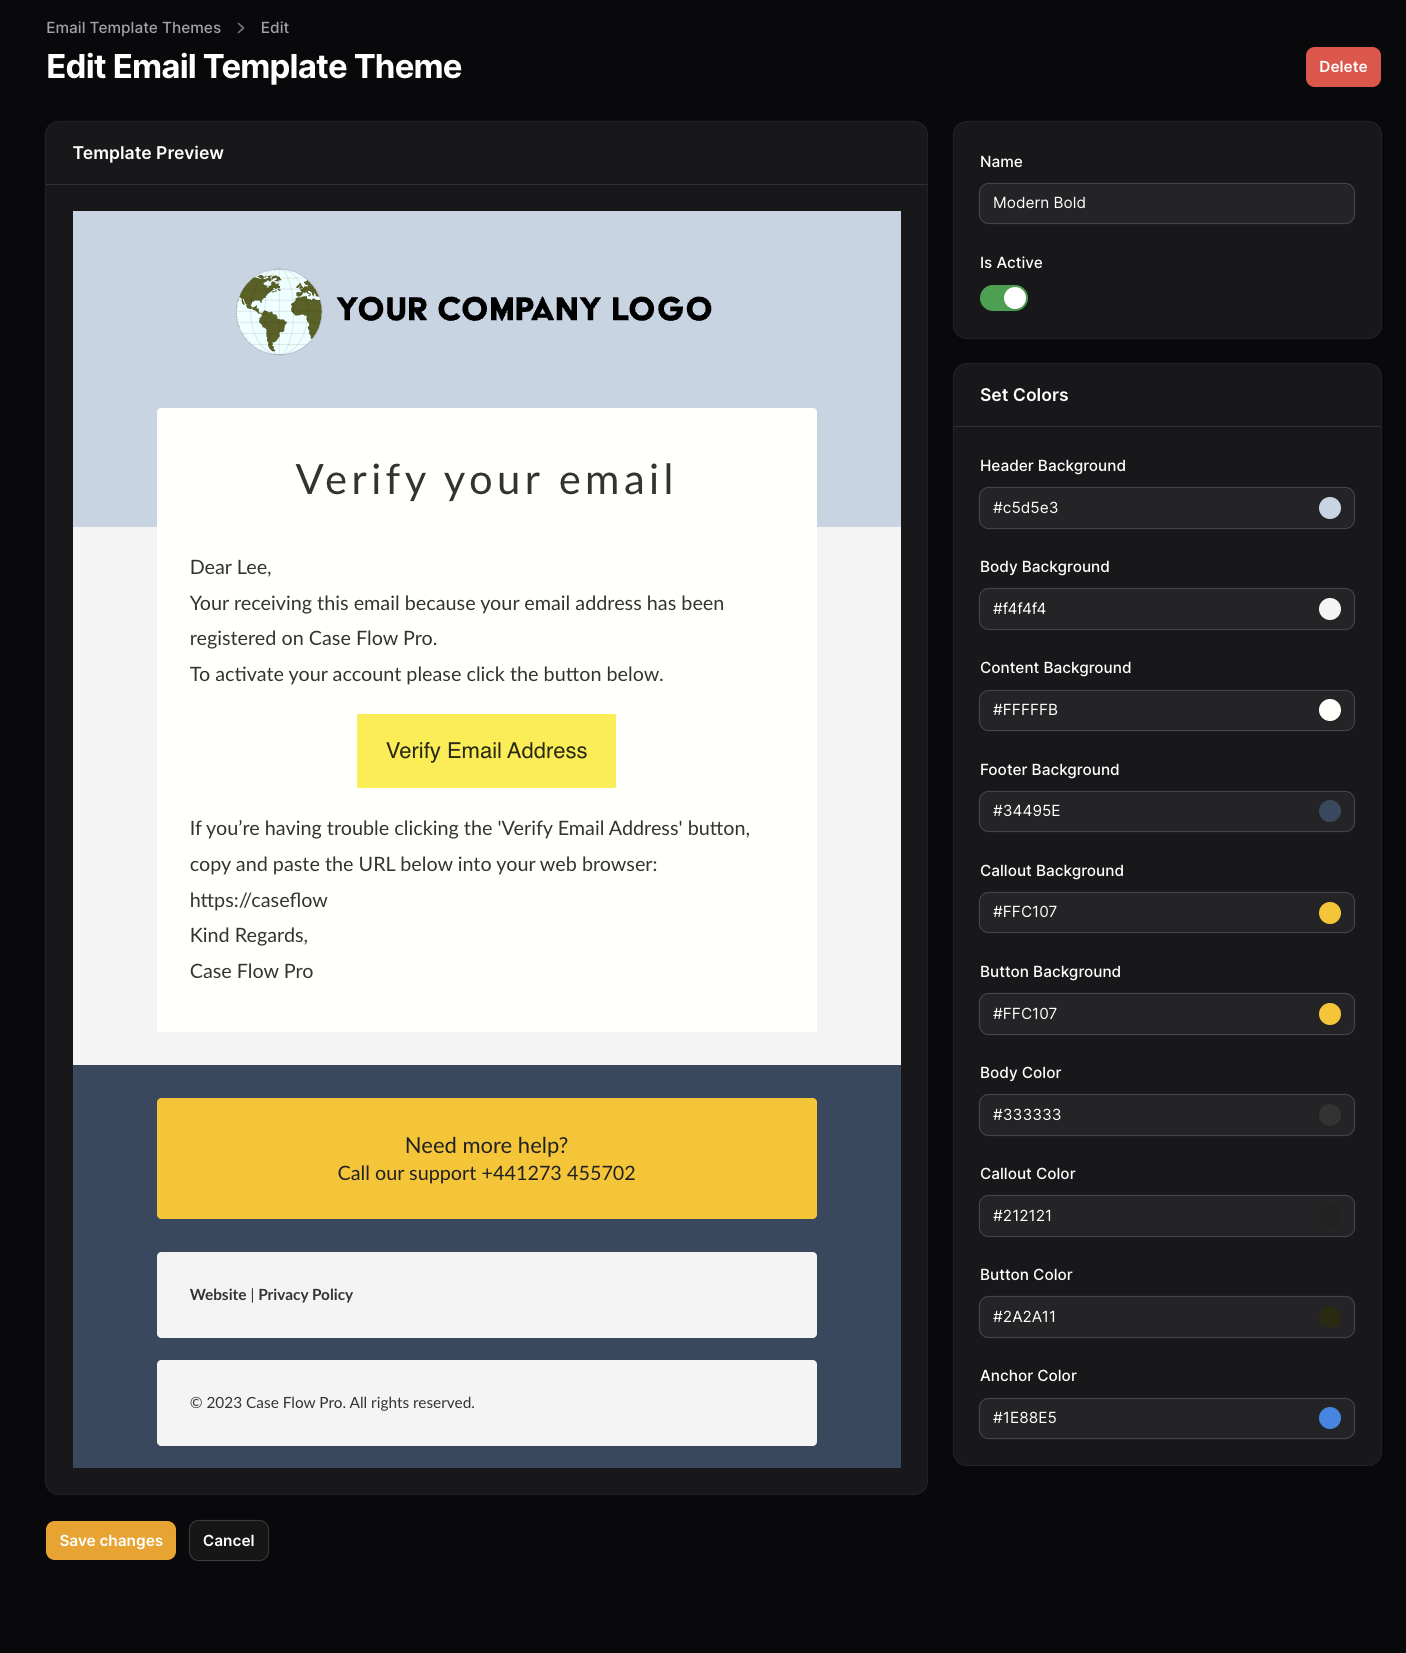 Email Template Themes > Edit
Edit Email Template Theme
Delete
Template Preview
YOUR COMPANY LOGO
Verify your email
Dear Lee,
Your receiving this email because your email address has been
registered on Case Flow Pro.
To activate your account please click the button below.
Verify Email Address
If you’re having trouble clicking the 'Verify Email Address' button,
copy and paste the URL below into your web browser:
https://caseflow
Kind Regards,
Case Flow Pro
Need more help?
Call our support +441273 455702
Website | Privacy Policy
© 2023 Case Flow Pro. All rights reserved.
Name
Modern Bold
Is Active
Set Colors
Header Background
#c5d5e3
Body Background
#f4f4f4
Content Background
#FFFFFB
Footer Background
#34495E
Callout Background
#FFC107
Button Background
#FFC107
Body Color
#333333
Callout Color
#212121
Button Color
#2A2A11
Anchor Color
#1E88E5
Save changes
Cancel